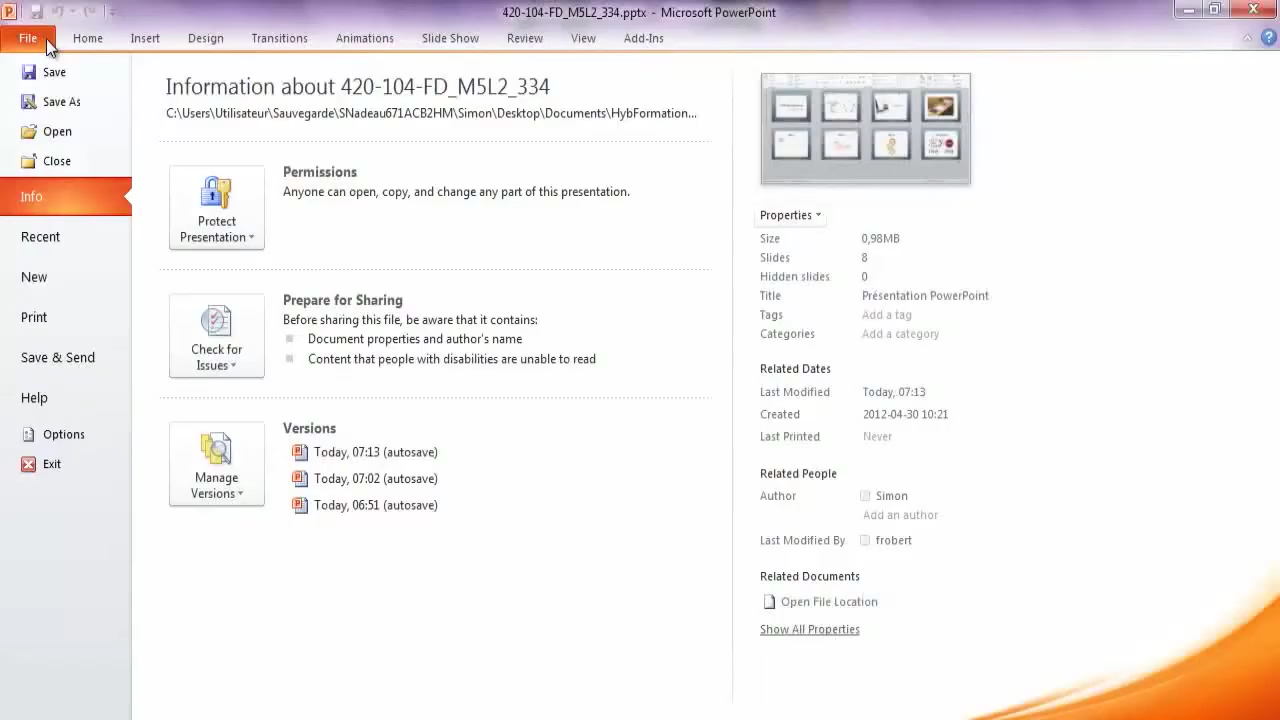 420-104-FD_M5L2_334.pptx - Microsoft PowerPoint
File Home Insert Design Transitions Animations Slide Show Review View Add-Ins
Save
Save As
Open
Close
Info
Recent
New
Print
Save & Send
Help
Options
Exit
Information about 420-104-FD_M5L2_334
C:\Users\Utilisateur\Sauvegarde\SNadeau671ACB2HM\Simon\Desktop\Documents\HybFormation...
Protect
Presentation
Permissions
Anyone can open, copy, and change any part of this presentation.
Check for
Issues
Prepare for Sharing
Before sharing this file, be aware that it contains:
Document properties and author's name
Content that people with disabilities are unable to read
Manage
Versions
Versions
Today, 07:13 (autosave)
Today, 07:02 (autosave)
Today, 06:51 (autosave)
Properties
Size 0,98MB
Slides 8
Hidden slides 0
Title Présentation PowerPoint
Tags Add a tag
Categories Add a category
Related Dates
Last Modified Today, 07:13
Created 2012-04-30 10:21
Last Printed Never
Related People
Author Simon
Add an author
Last Modified By frobert
Related Documents
Open File Location
Show All Properties